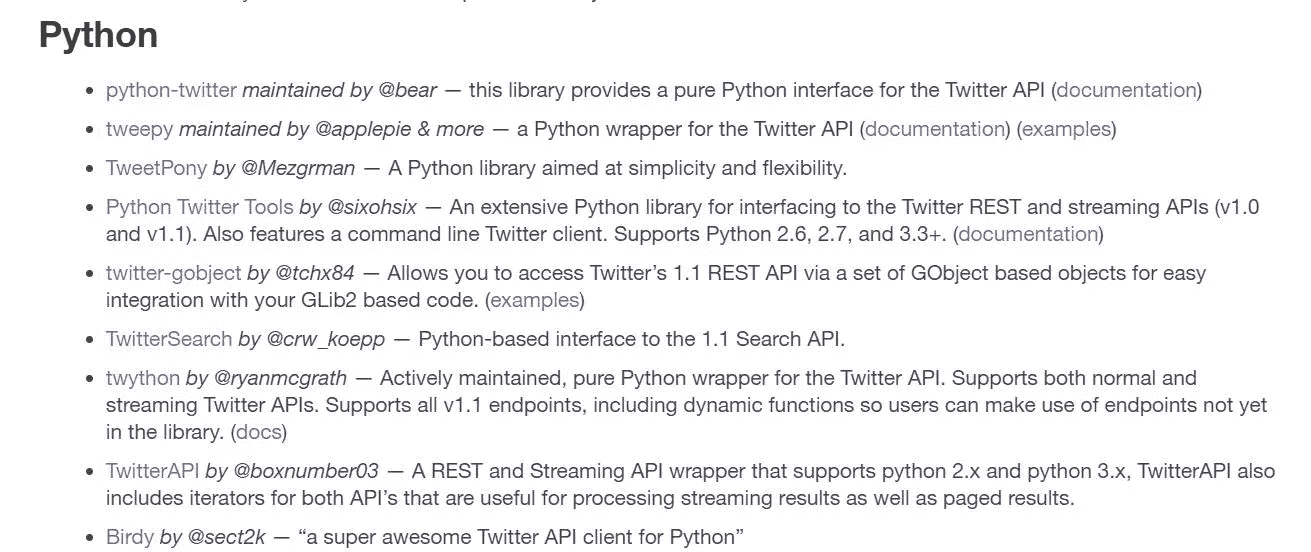 Python
• python-twitter maintained by @bear — this library provides a pure Python interface for the Twitter API (documentation)
• tweepy maintained by @applepie & more — a Python wrapper for the Twitter API (documentation) (examples)
• TweetPony by @Mezgrman — A Python library aimed at simplicity and flexibility.
• Python Twitter Tools by @sixohsix — An extensive Python library for interfacing to the Twitter REST and streaming APIs (v1.0
and v1.1). Also features a command line Twitter client. Supports Python 2.6, 2.7, and 3.3+. (documentation)
• twitter-gobject by @tchx84 — Allows you to access Twitter’s 1.1 REST API via a set of GObject based objects for easy
integration with your GLib2 based code. (examples)
• TwitterSearch by @crw_koepp — Python-based interface to the 1.1 Search API.
• twython by @ryanmcgrath — Actively maintained, pure Python wrapper for the Twitter API. Supports both normal and
streaming Twitter APIs. Supports all v1.1 endpoints, including dynamic functions so users can make use of endpoints not yet
in the library. (docs)
• TwitterAPI by @boxnumber03 — A REST and Streaming API wrapper that supports python 2.x and python 3.x, TwitterAPI also
includes iterators for both API’s that are useful for processing streaming results as well as paged results.
• Birdy by @sect2k — “a super awesome Twitter API client for Python”